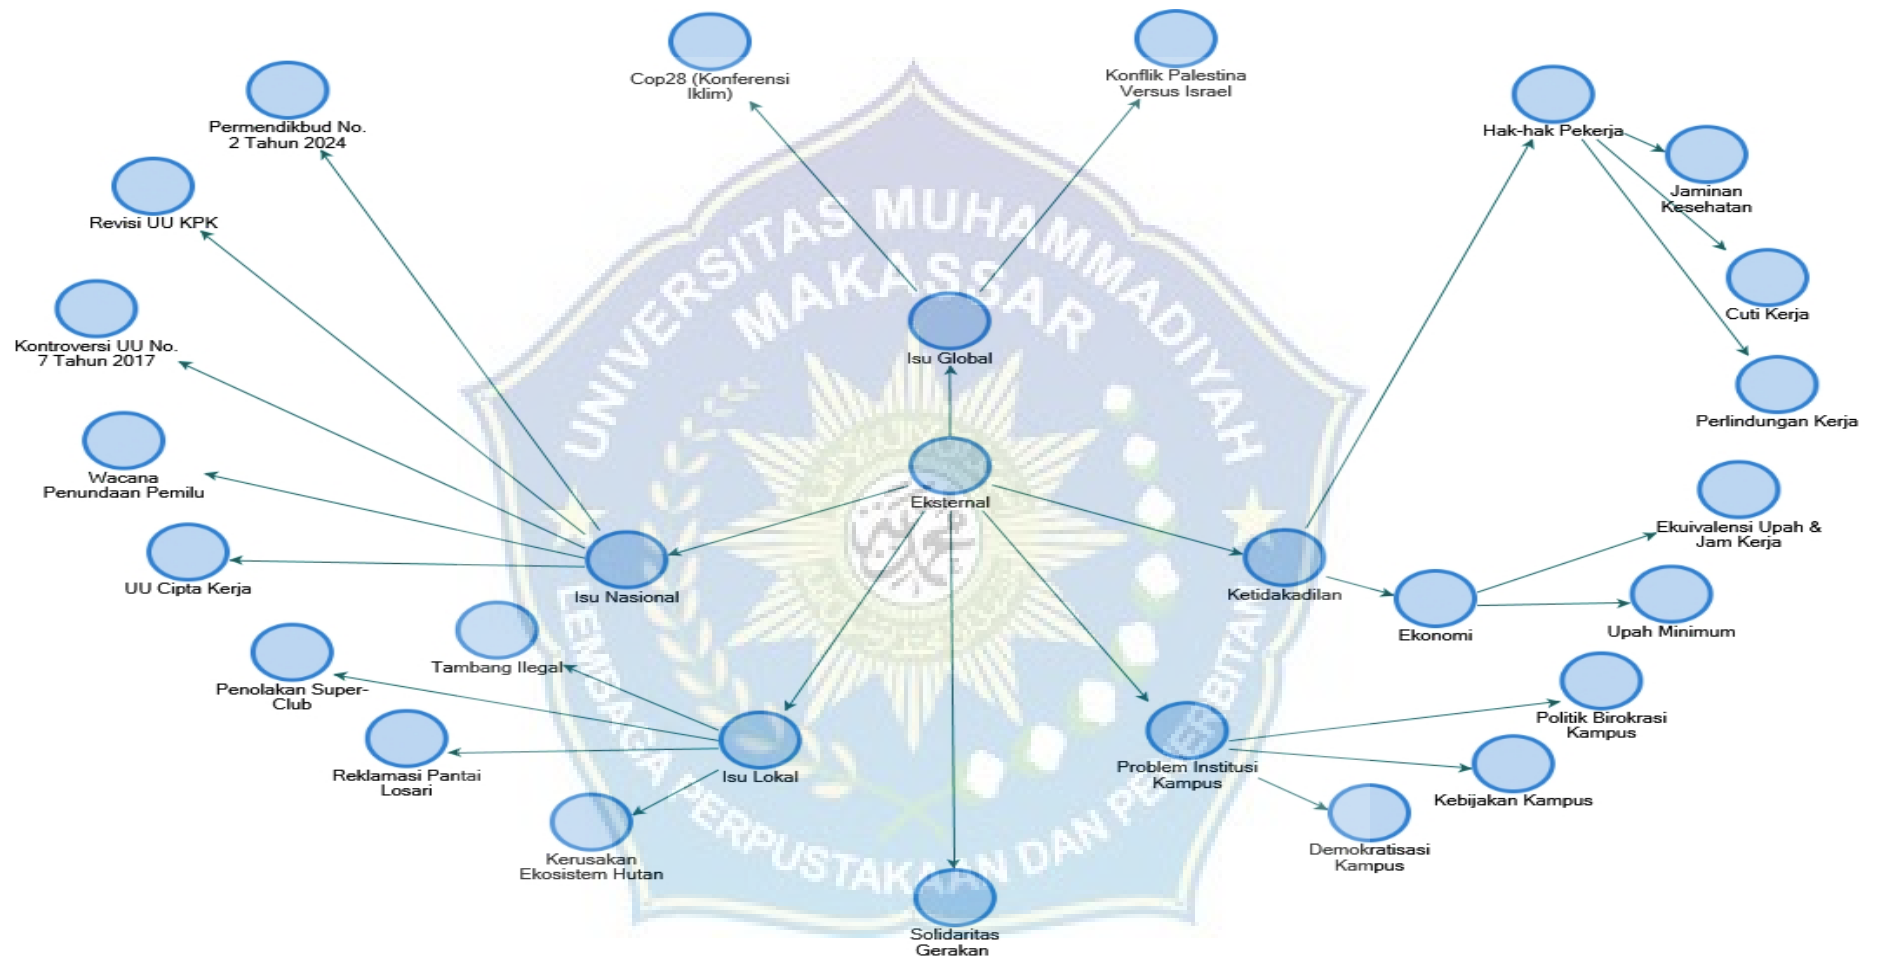 Cop28 (Konferensi
Iklim)
Konflik Palestina
Versus Israel
Permendikbud No.
2 Tahun 2024
Hak-hak Pekerja
Jaminan
Kesehatan
Revisi UU KPK
UNIVERSITAS MUHAMMADIYAH
MAKASSAR
Cuti Kerja
Kontroversi UU No.
7 Tahun 2017
Isu Global
Perlindungan Kerja
Wacana
Penundaan Pemilu
Eksternal
Ekuivalensi Upah &
Jam Kerja
UU Cipta Kerja
Isu Nasional
Ketidakadilan
Ekonomi
Upah Minimum
Tambang Ilegal
Penolakan Super-
Club
Politik Birokrasi
Kampus
Reklamasi Pantai
Losari
Isu Lokal
Problem Institusi
Kampus
Kebijakan Kampus
Kerusakan
Ekosistem Hutan
Demokratisasi
Kampus
LEMBAGA PERPUSTAKAAN DAN PENERBITAN
Solidaritas
Gerakan